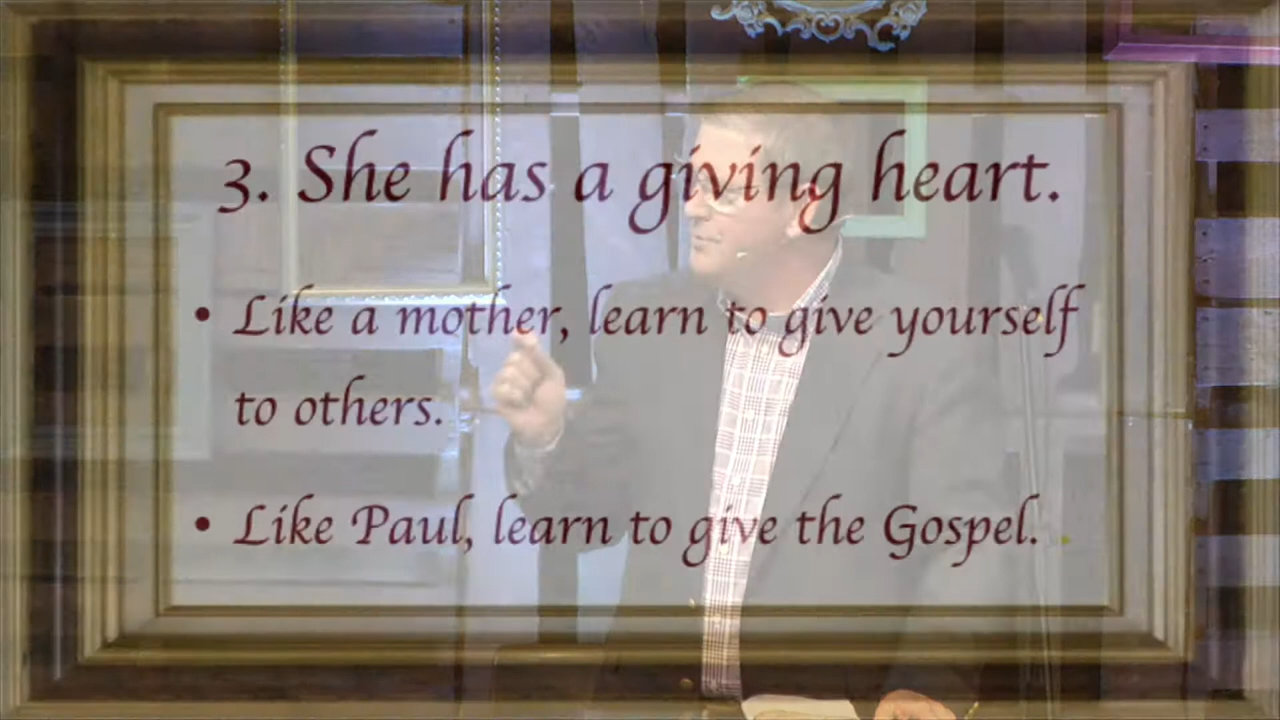 3. She has a giving heart.
• Like a mother, learn to give yourself
to others.
• Like Paul, learn to give the Gospel.